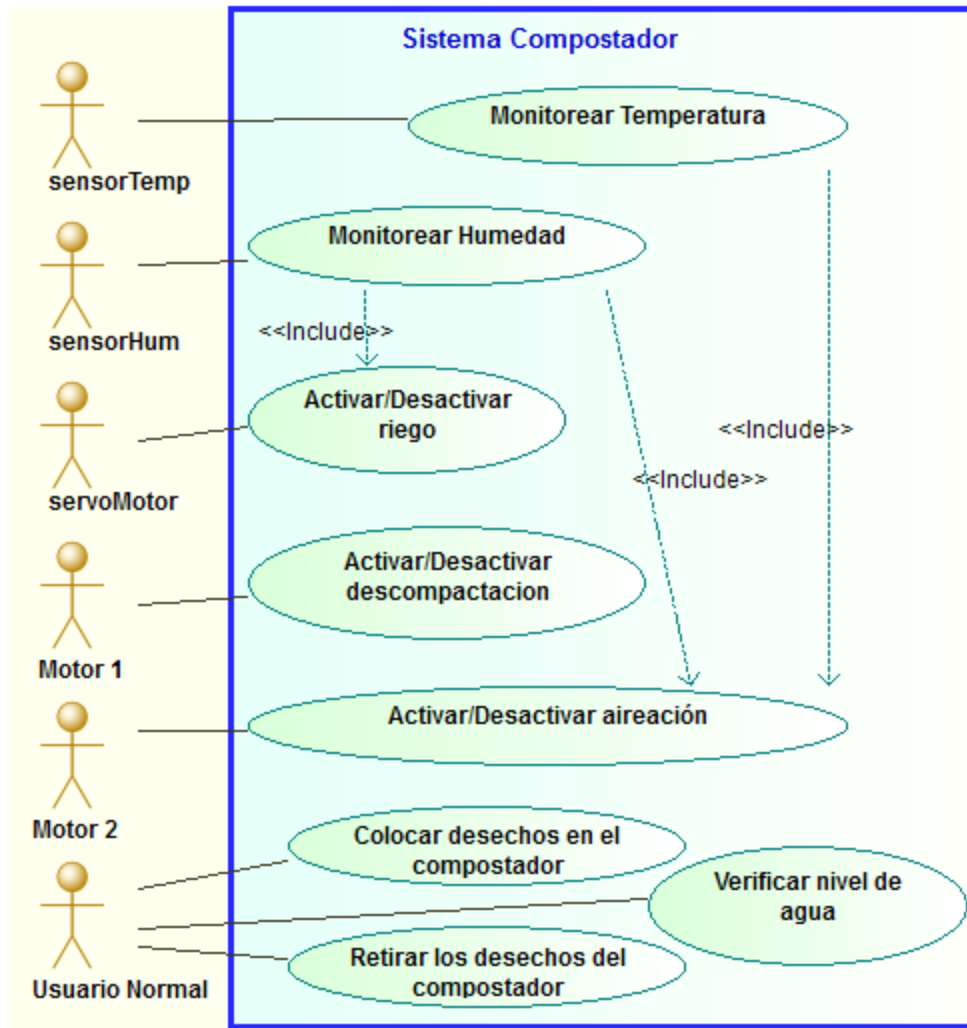 Sistema Compostador
Monitorear Temperatura
sensorTemp
Monitorear Humedad
sensorHum
<<Include>>
Activar/Desactivar
riego
servoMotor
<<Include>>
<<Include>>
Activar/Desactivar
descompactacion
Motor 1
Activar/Desactivar aireación
Motor 2
Colocar desechos en el
compostador
Verificar nivel de
agua
Retirar los desechos del
compostador
Usuario Normal